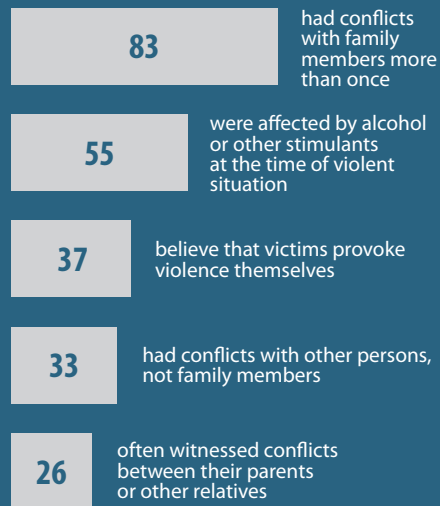 83
had conflicts
with family
members more
than once
55
were affected by alcohol
or other stimulants
at the time of violent
situation
37
believe that victims provoke
violence themselves
33
had conflicts with other persons,
not family members
26
often witnessed conflicts
between their parents
or other relatives